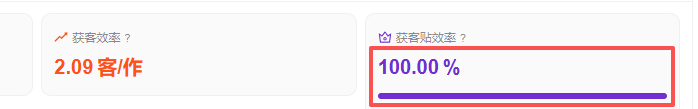 获客效率 ?
2.09 客/作
获客贴效率 ?
100.00 %